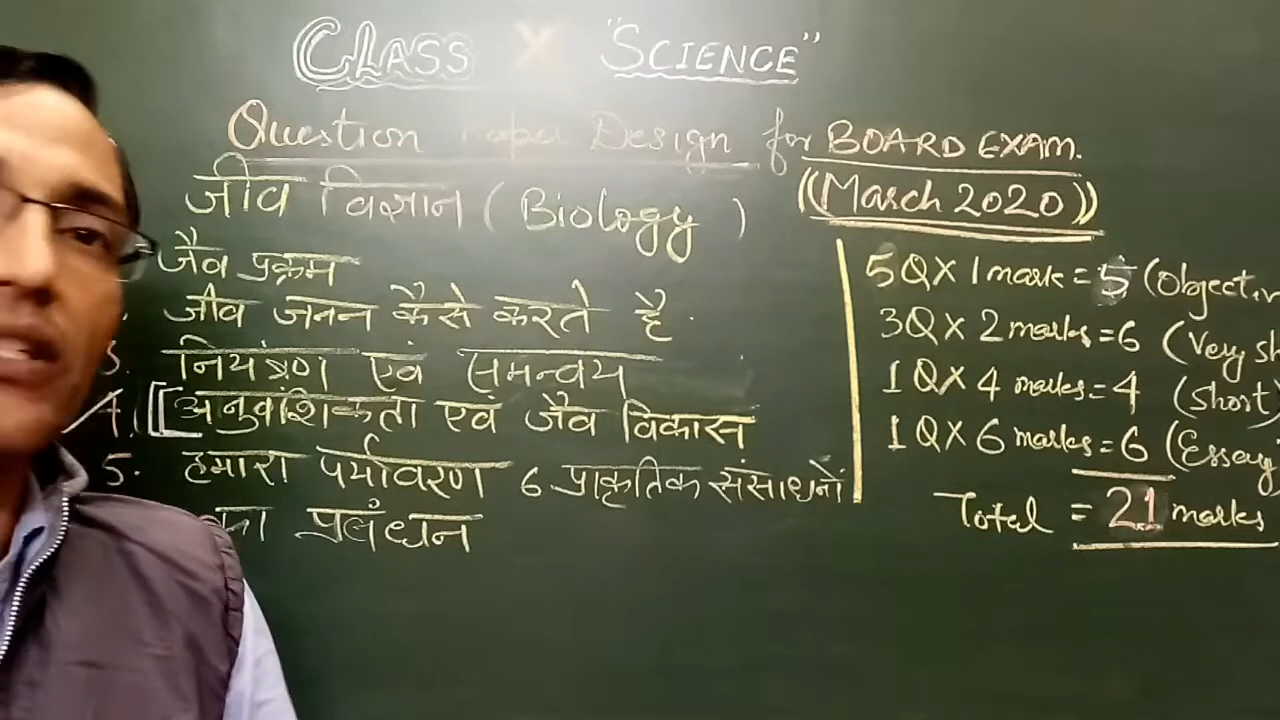 CLASS X "SCIENCE"
Question Paper Design for BOARD EXAM.
((March 2020))
जीव विज्ञान (Biology)
जैव प्रक्रम
जीव जनन कैसे करते है.
3. नियंत्रण एवं समन्वय
4. [अनुवांशिकता एवं जैव विकास
5. हमारा पर्यावरण 6 प्राकृतिक संसाधनों
का प्रबंधन
5Q X 1 mark = 5 (Objectiv
3Q X 2 marks = 6 (Very sh
1Q X 4 marks = 4 (Short)
1Q X 6 marks = 6 (Essay
Total = 21 marks